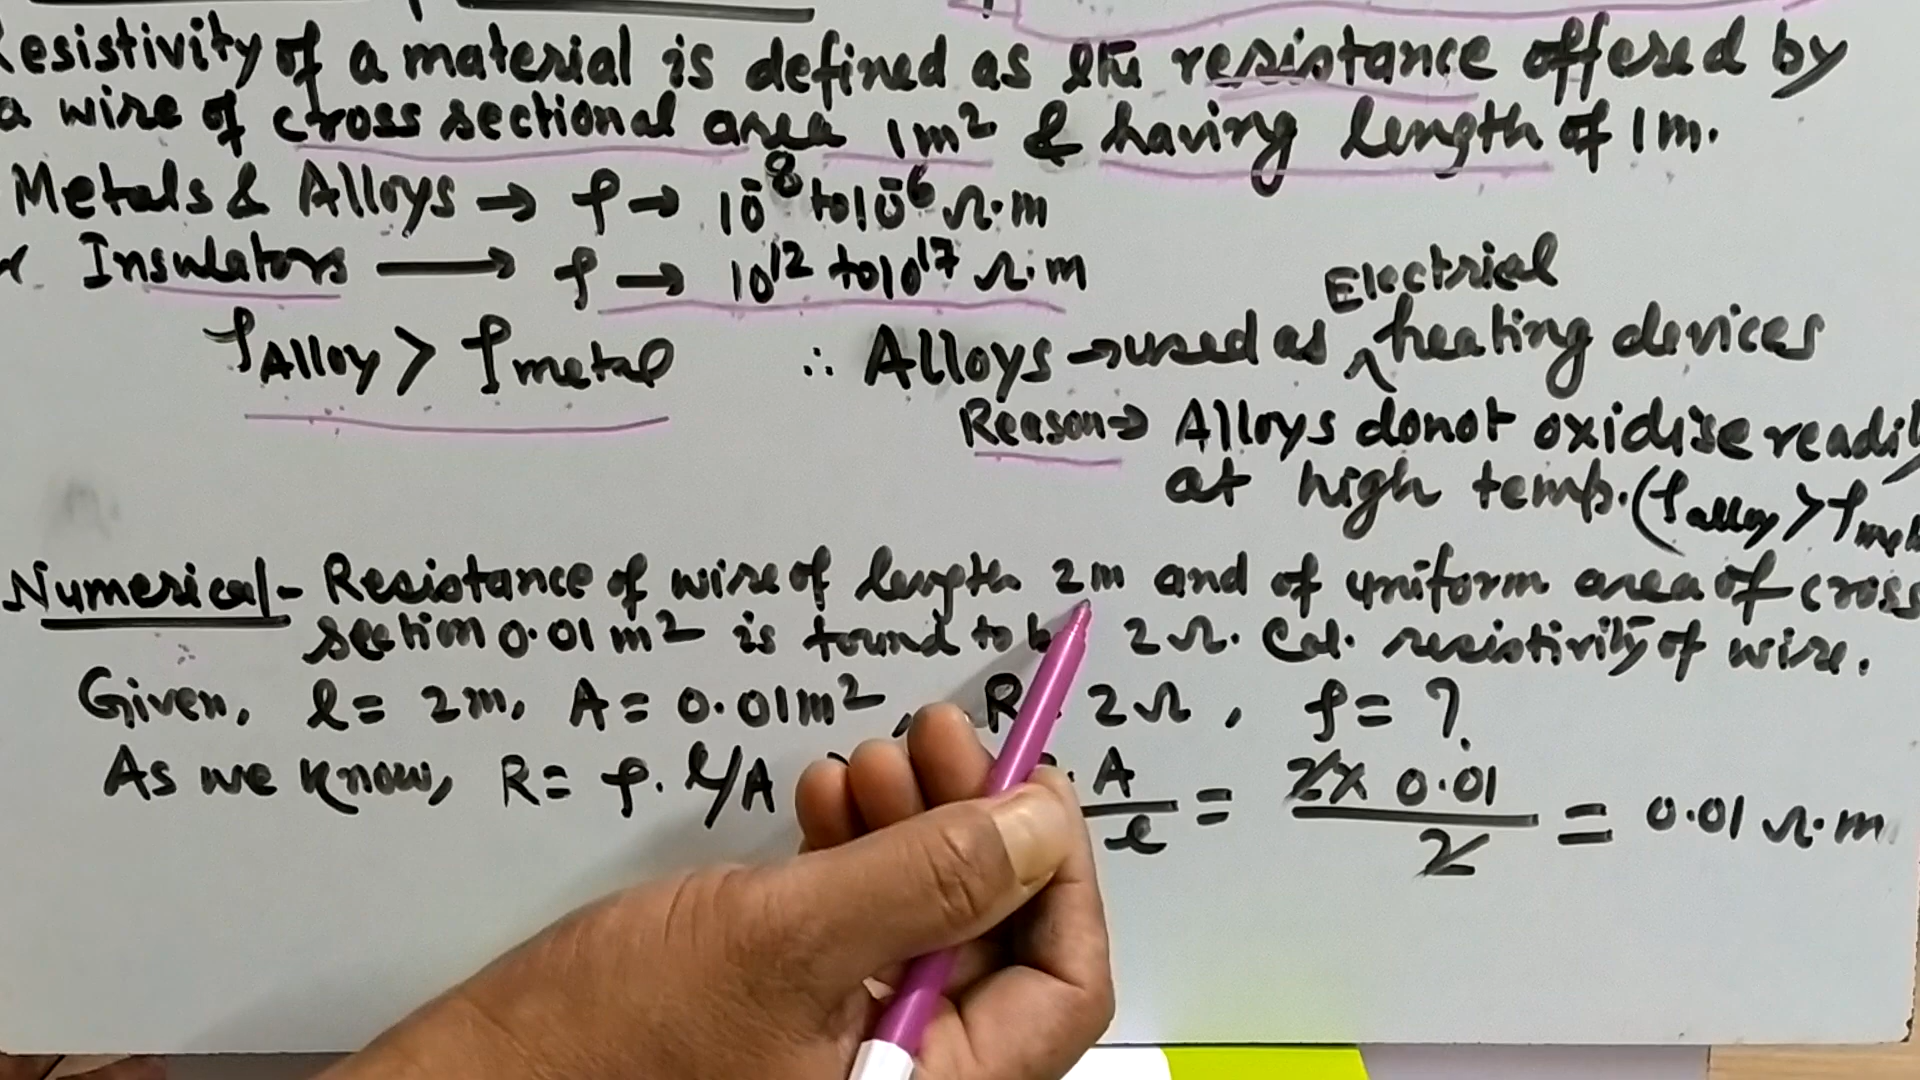 Resistivity of a material is defined as the resistance offered by
a wire of cross sectional area 1m² & having length of 1m.
Metals & Alloys → ρ → 10⁻⁸ to 10⁻⁶ Ω.m
Insulators → ρ → 10¹² to 10¹⁷ Ω.m
ρAlloy > ρmetal ∴ Alloys → used as Electrical heating devices
Reason → Alloys donot oxidise readily
at high temp. (ρalloy > ρmetal
Numerical - Resistance of wire of length 2m and of uniform area of cross
section 0.01 m² is found to be 2Ω. Cal. resistivity of wire.
Given, l = 2m, A = 0.01m², R 2Ω, ρ = ?
As we know, R = ρ. l/A . A / l = 2 x 0.01 / 2 = 0.01 Ω.m